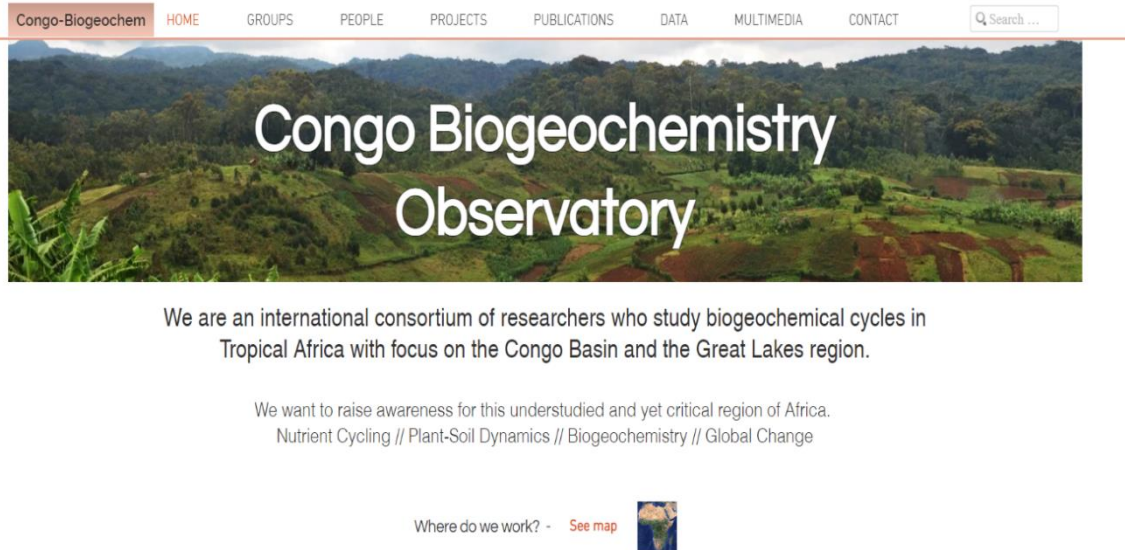 Congo-Biogeochem HOME GROUPS PEOPLE PROJECTS PUBLICATIONS DATA MULTIMEDIA CONTACT Search ...
Congo Biogeochemistry
Observatory
We are an international consortium of researchers who study biogeochemical cycles in
Tropical Africa with focus on the Congo Basin and the Great Lakes region.
We want to raise awareness for this understudied and yet critical region of Africa.
Nutrient Cycling // Plant-Soil Dynamics // Biogeochemistry // Global Change
Where do we work? - See map